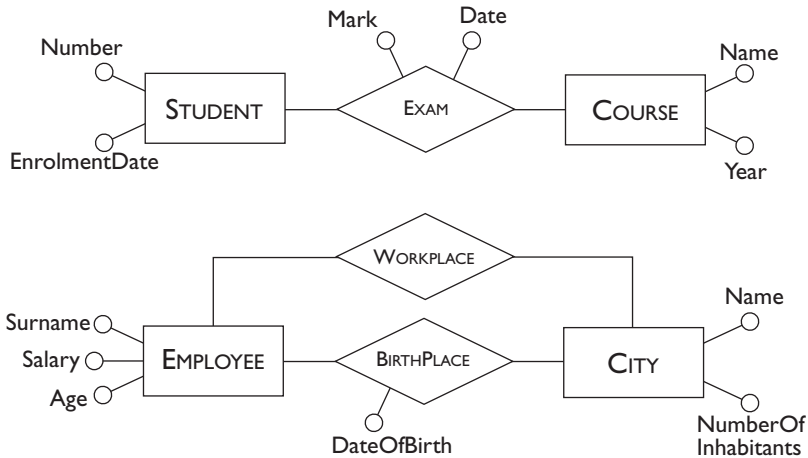 Mark
Date
Number
Name
STUDENT
EXAM
COURSE
EnrolmentDate
Year
WORKPLACE
Surname
Name
Salary
EMPLOYEE
BIRTHPLACE
CITY
Age
DateOfBirth
NumberOf
Inhabitants